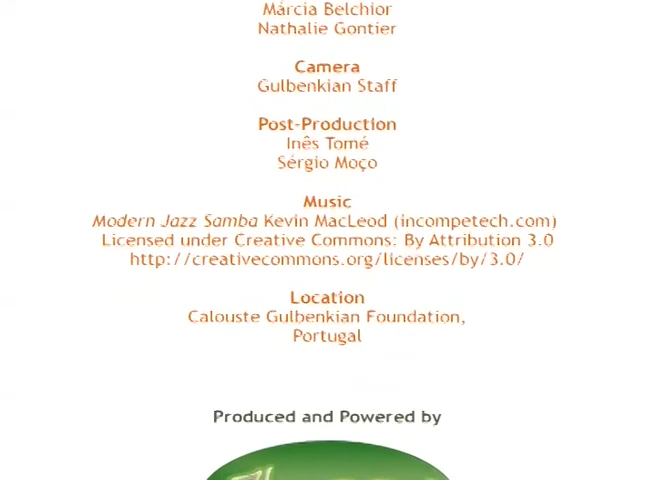 Márcia Belchior
Nathalie Gontier
Camera
Gulbenkian Staff
Post-Production
Inês Tomé
Sérgio Moço
Music
Modern Jazz Samba Kevin MacLeod (incompetech.com)
Licensed under Creative Commons: By Attribution 3.0
http://creativecommons.org/licenses/by/3.0/
Location
Calouste Gulbenkian Foundation,
Portugal
Produced and Powered by